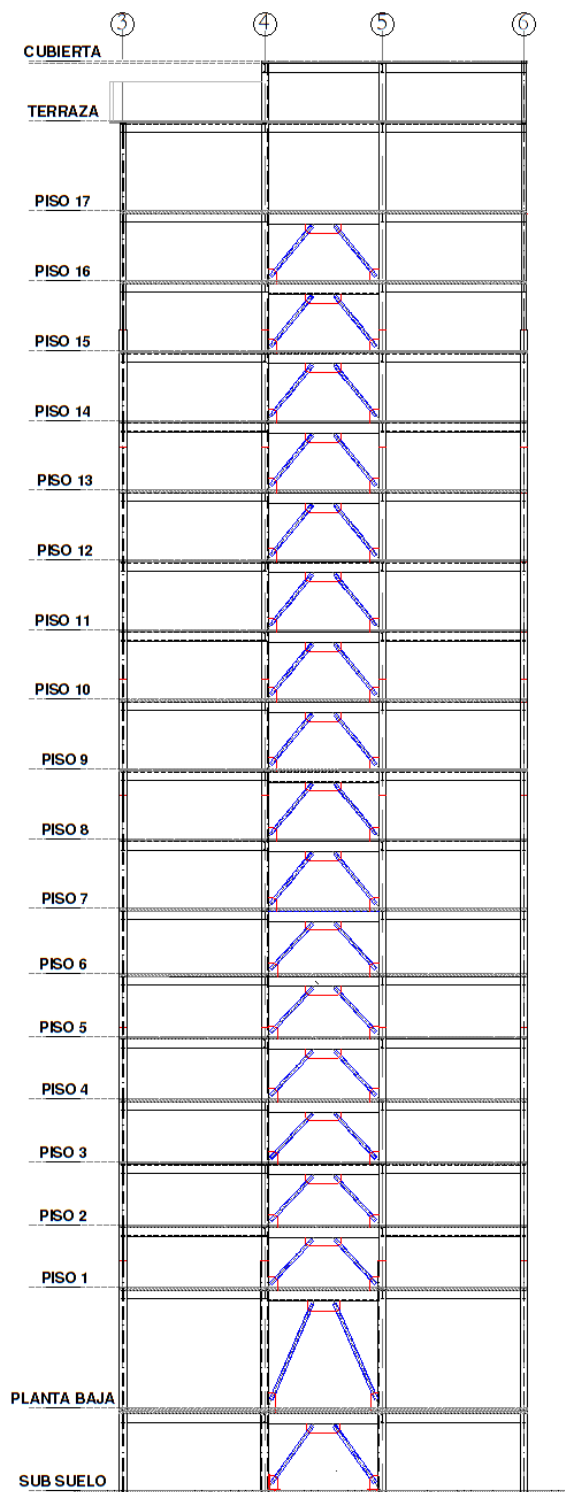 3 4 5 6
CUBIERTA
TERRAZA
PISO 17
PISO 16
PISO 15
PISO 14
PISO 13
PISO 12
PISO 11
PISO 10
PISO 9
PISO 8
PISO 7
PISO 6
PISO 5
PISO 4
PISO 3
PISO 2
PISO 1
PLANTA BAJA
SUB SUELO